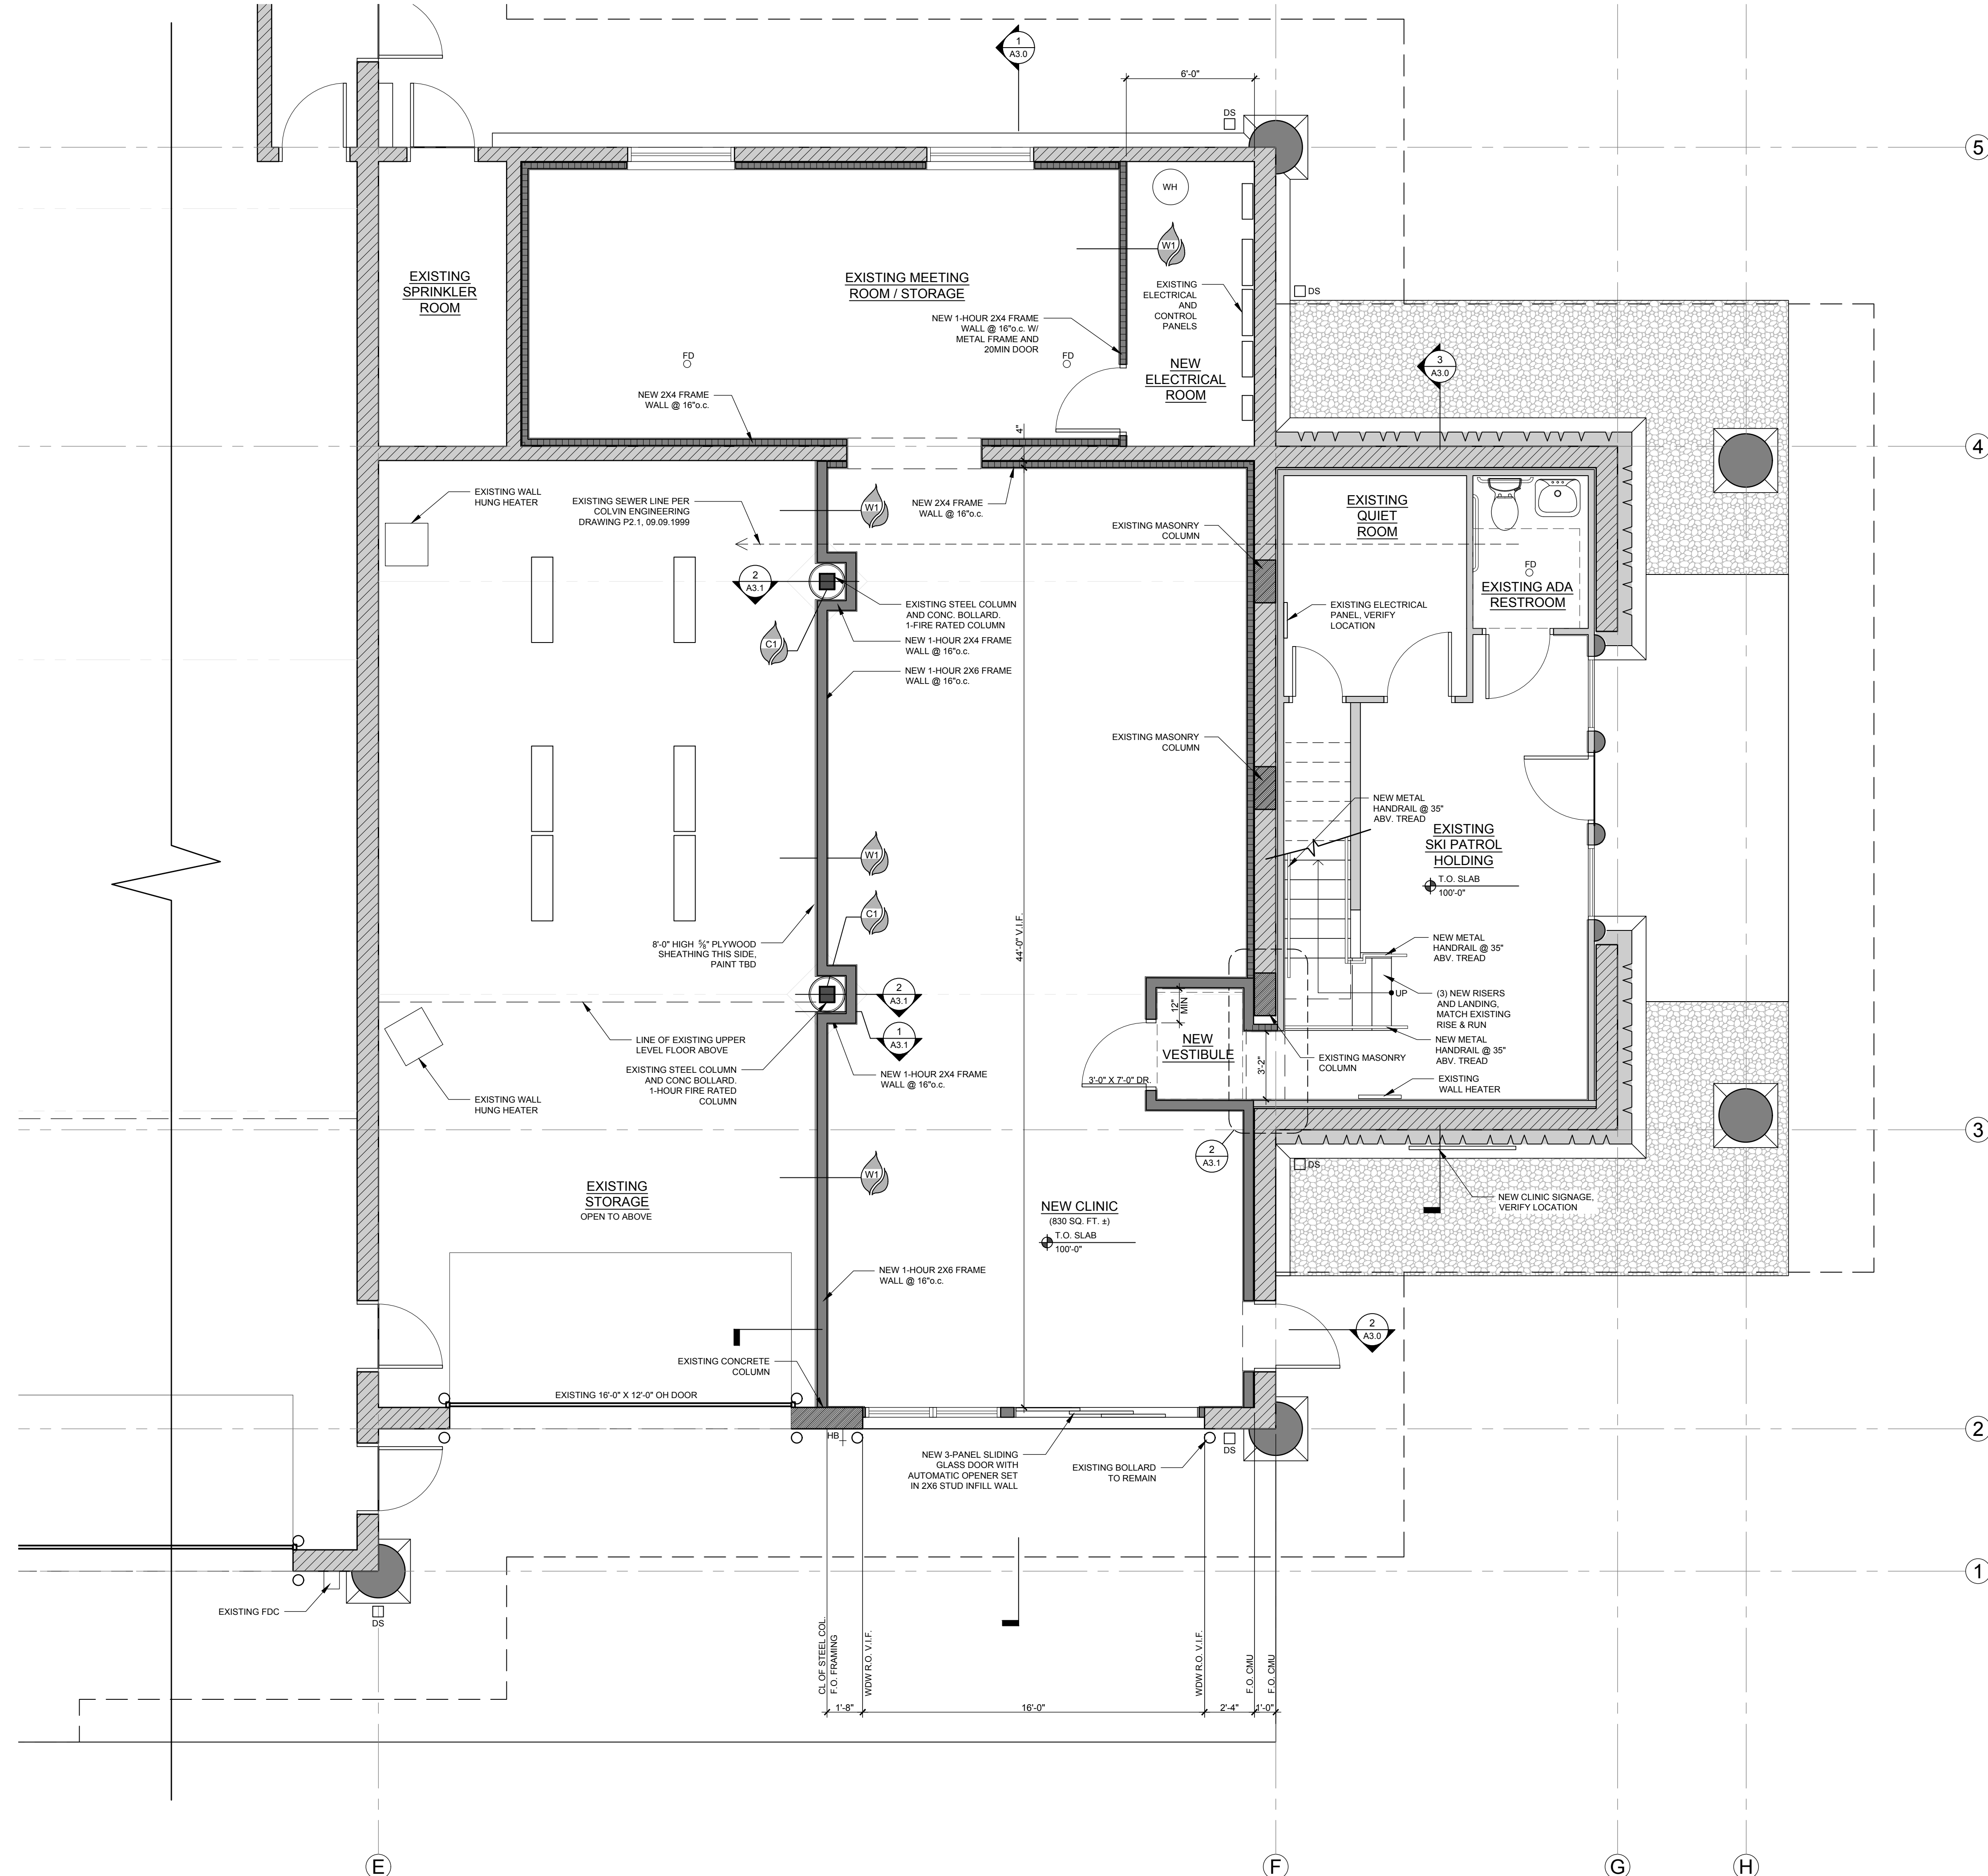 1
A3.0
6'-0"
DS
5
WH
W1
EXISTING
SPRINKLER
ROOM
EXISTING MEETING
ROOM / STORAGE
EXISTING
ELECTRICAL
AND
CONTROL
PANELS
DS
NEW 1-HOUR 2X4 FRAME
WALL @ 16"o.c. W/
METAL FRAME AND
20MIN DOOR
FD
FD
NEW
ELECTRICAL
ROOM
3
A3.0
NEW 2X4 FRAME
WALL @ 16"o.c.
4"
4
EXISTING WALL
HUNG HEATER
EXISTING SEWER LINE PER
COLVIN ENGINEERING
DRAWING P2.1, 09.09.1999
W1
NEW 2X4 FRAME
WALL @ 16"o.c.
EXISTING MASONRY
COLUMN
EXISTING
QUIET
ROOM
FD
EXISTING ADA
RESTROOM
2
A3.1
EXISTING STEEL COLUMN
AND CONC. BOLLARD.
1-FIRE RATED COLUMN
EXISTING ELECTRICAL
PANEL, VERIFY
LOCATION
C1
NEW 1-HOUR 2X4 FRAME
WALL @ 16"o.c.
NEW 1-HOUR 2X6 FRAME
WALL @ 16"o.c.
EXISTING MASONRY
COLUMN
NEW METAL
HANDRAIL @ 35"
ABV. TREAD
EXISTING
SKI PATROL
HOLDING
T.O. SLAB
100'-0"
W1
C1
44'-0" V.I.F.
8'-0" HIGH ⅝" PLYWOOD
SHEATHING THIS SIDE,
PAINT TBD
NEW METAL
HANDRAIL @ 35"
ABV. TREAD
2
A3.1
1
A3.1
12"
MIN
UP
(3) NEW RISERS
AND LANDING,
MATCH EXISTING
RISE & RUN
LINE OF EXISTING UPPER
LEVEL FLOOR ABOVE
NEW
VESTIBULE
3'-2"
EXISTING MASONRY
COLUMN
NEW METAL
HANDRAIL @ 35"
ABV. TREAD
EXISTING STEEL COLUMN
AND CONC BOLLARD.
1-HOUR FIRE RATED
COLUMN
NEW 1-HOUR 2X4 FRAME
WALL @ 16"o.c.
3'-0" X 7'-0" DR.
EXISTING
WALL HEATER
EXISTING WALL
HUNG HEATER
3
2
A3.1
DS
W1
EXISTING
STORAGE
OPEN TO ABOVE
NEW CLINIC
(830 SQ. FT. ±)
T.O. SLAB
100'-0"
NEW CLINIC SIGNAGE,
VERIFY LOCATION
NEW 1-HOUR 2X6 FRAME
WALL @ 16"o.c.
2
A3.0
EXISTING CONCRETE
COLUMN
EXISTING 16'-0" X 12'-0" OH DOOR
HB
2
DS
NEW 3-PANEL SLIDING
GLASS DOOR WITH
AUTOMATIC OPENER SET
IN 2X6 STUD INFILL WALL
EXISTING BOLLARD
TO REMAIN
1
EXISTING FDC
DS
CL OF STEEL COL.
F.O. FRAMING
WDW R.O. V.I.F.
WDW R.O. V.I.F.
F.O. CMU
F.O. CMU
1'-8"
16'-0"
2'-4"
1'-0"
E
F
G
H